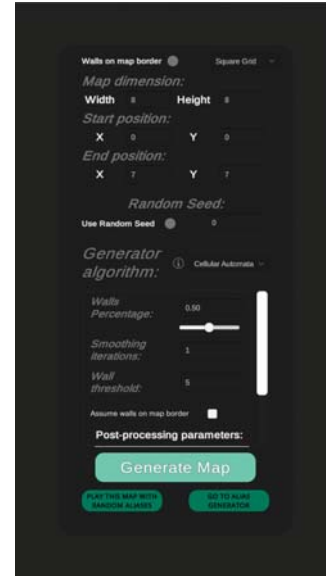 Walls on map border Square Grid
Map dimension:
Width 8 Height 8
Start position:
X 0 Y 0
End position:
X 7 Y 7
Random Seed:
Use Random Seed 0
Generator
algorithm: Cellular Automata
Walls
Percentage: 0.50
Smoothing
iterations: 1
Wall
threshold: 5
Assume walls on map border
Post-processing parameters:
Generate Map
PLAY THIS MAP WITH GO TO ALIAS
RANDOM ALIASES GENERATOR